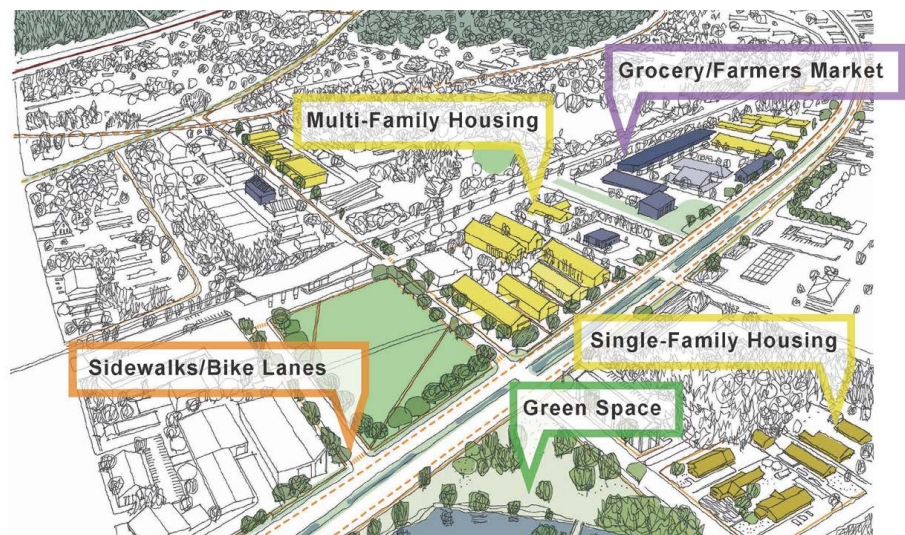 Grocery/Farmers Market
Multi-Family Housing
Single-Family Housing
Sidewalks/Bike Lanes
Green Space